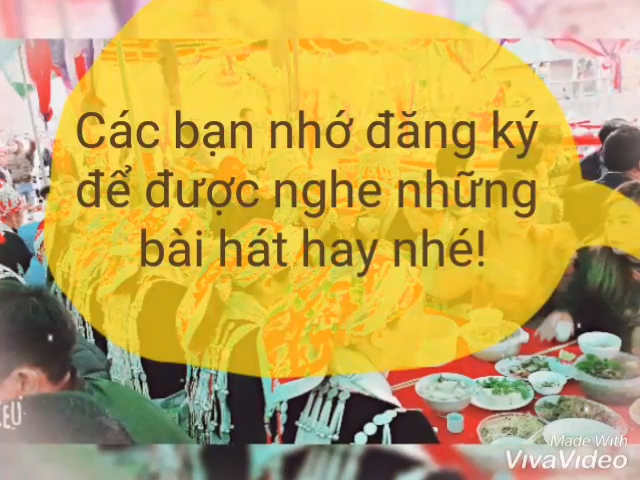 Các bạn nhớ đăng ký
để được nghe những
bài hát hay nhé!
Made With
VivaVideo